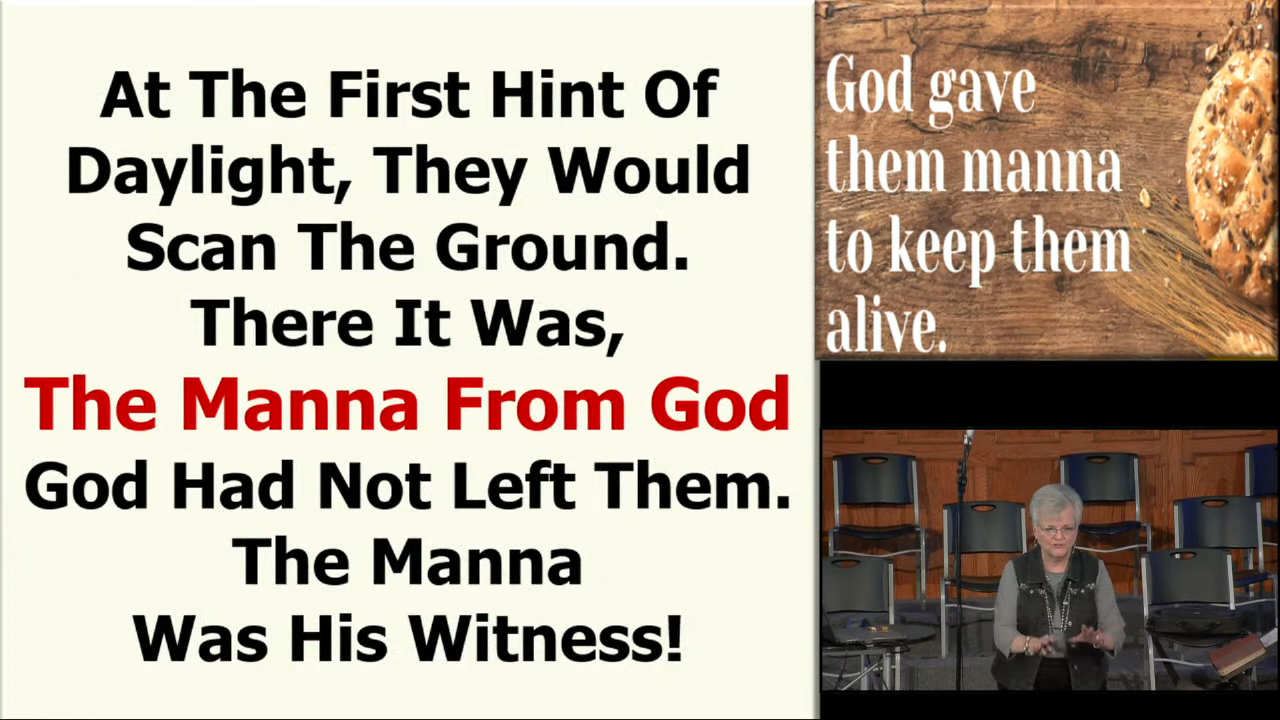 At The First Hint Of
Daylight, They Would
Scan The Ground.
There It Was,
The Manna From God
God Had Not Left Them.
The Manna
Was His Witness!
God gave
them manna
to keep them
alive.